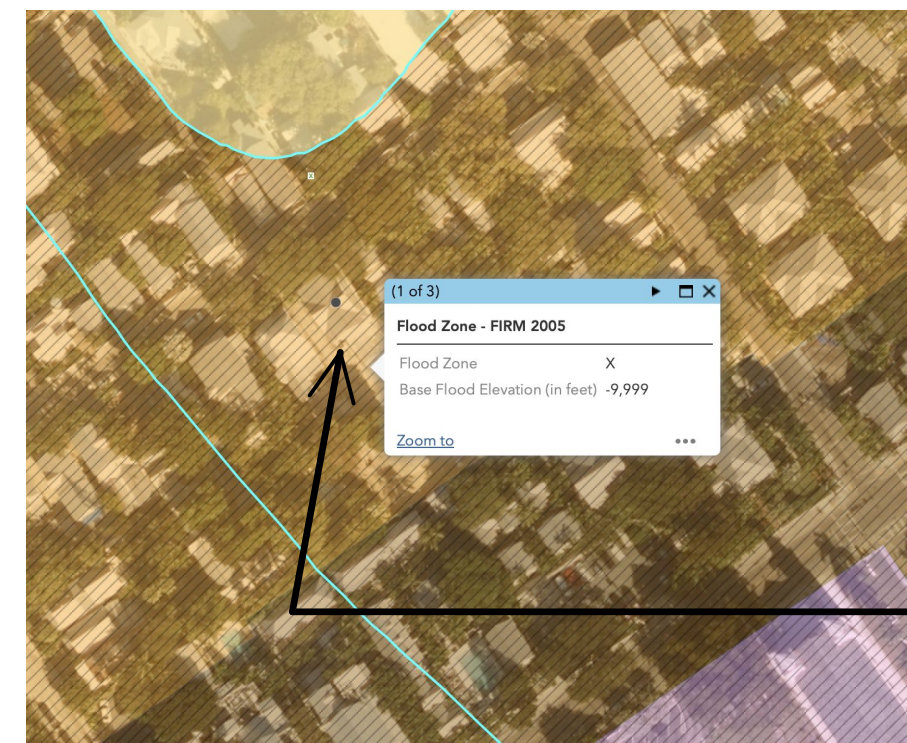 X
(1 of 3)
Flood Zone - FIRM 2005
Flood Zone X
Base Flood Elevation (in feet) -9,999
Zoom to